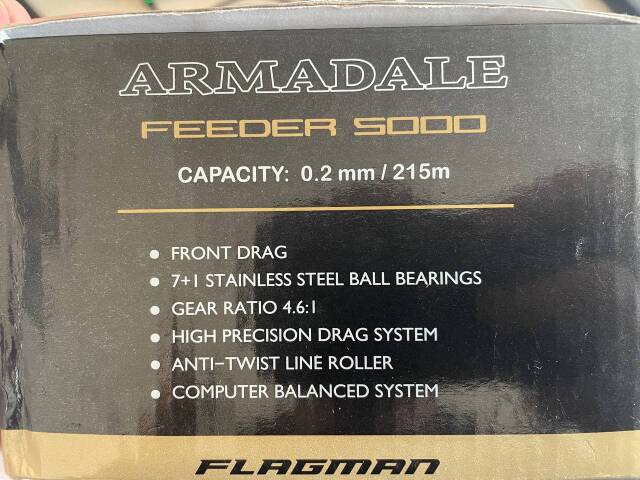 ARMADALE
FEEDER 5000
CAPACITY: 0.2 mm / 215m
● FRONT DRAG
● 7+1 STAINLESS STEEL BALL BEARINGS
● GEAR RATIO 4.6:1
● HIGH PRECISION DRAG SYSTEM
● ANTI-TWIST LINE ROLLER
● COMPUTER BALANCED SYSTEM
FLAGMAN